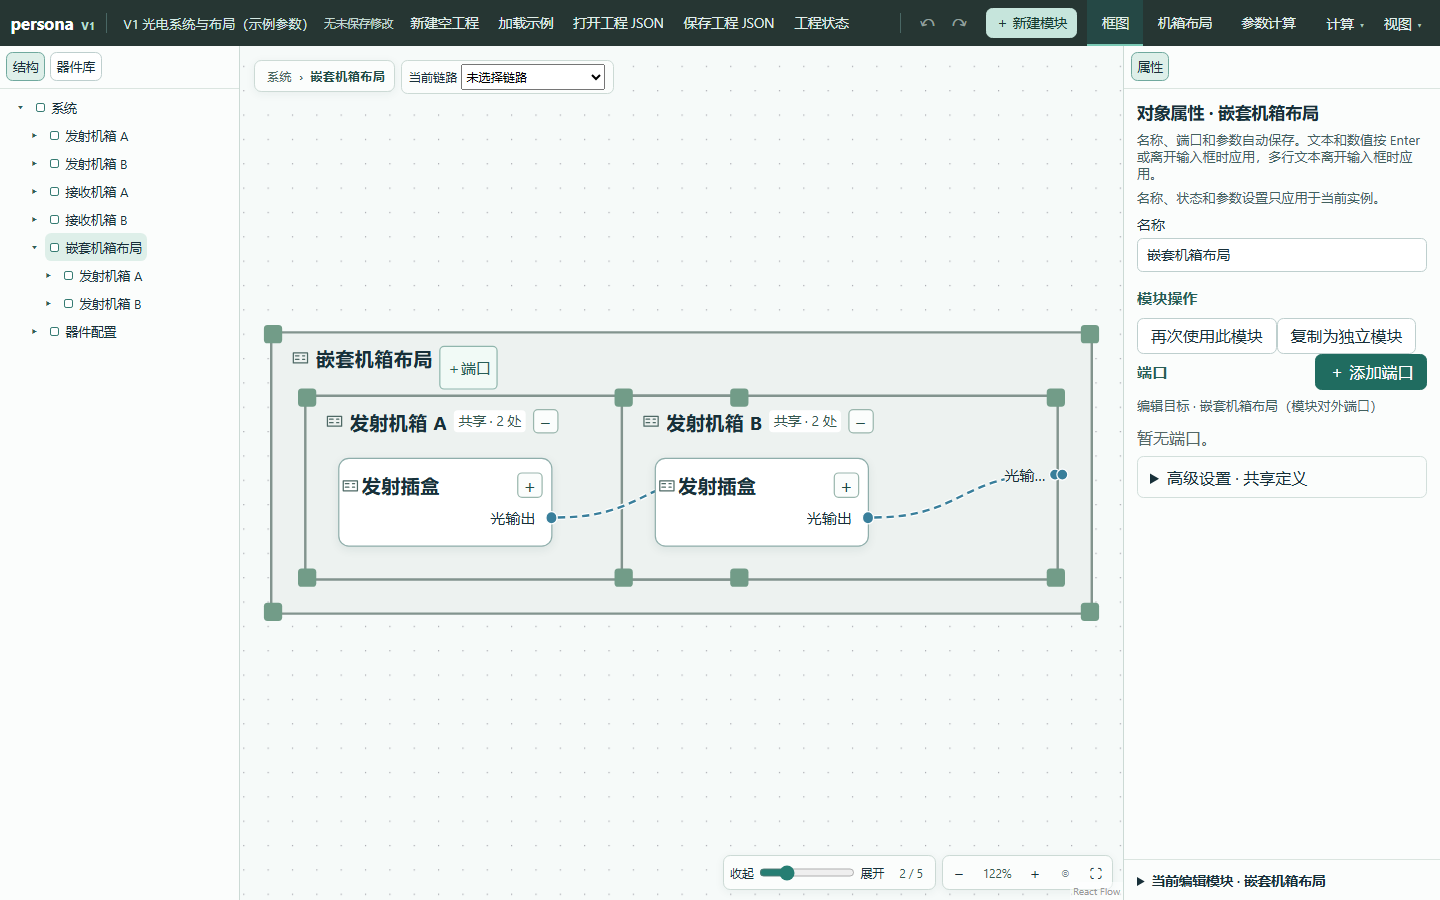 persona V1 V1 光电系统与布局（示例参数） 无未保存修改 新建空工程 加载示例 打开工程 JSON 保存工程 JSON 工程状态 + 新建模块 框图 机箱布局 参数计算 计算 视图
结构 器件库
系统
发射机箱 A
发射机箱 B
接收机箱 A
接收机箱 B
嵌套机箱布局
发射机箱 A
发射机箱 B
器件配置
系统 › 嵌套机箱布局 当前链路 未选择链路
嵌套机箱布局 +端口
发射机箱 A 共享 · 2 处 −
发射机箱 B 共享 · 2 处 −
发射插盒 +
光输出
发射插盒 +
光输出
光输...
收起 展开 2 / 5 − 122% +
React Flow
属性
对象属性 · 嵌套机箱布局
名称、端口和参数自动保存。文本和数值按 Enter
或离开输入框时应用，多行文本离开输入框时应
用。
名称、状态和参数设置只应用于当前实例。
名称
嵌套机箱布局
模块操作
再次使用此模块 复制为独立模块
端口 + 添加端口
编辑目标 · 嵌套机箱布局（模块对外端口）
暂无端口。
高级设置 · 共享定义
当前编辑模块 · 嵌套机箱布局